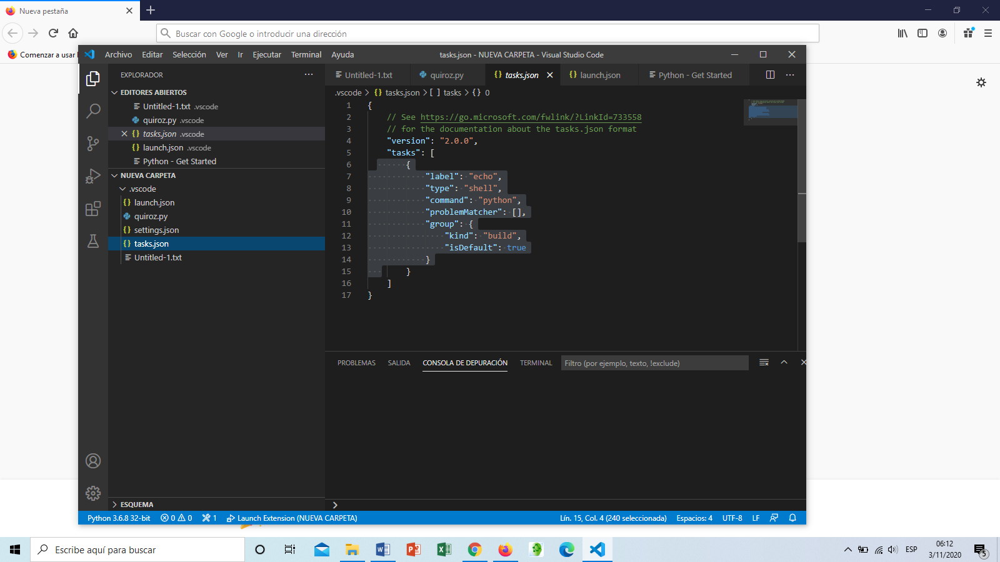 Nueva pestaña
Buscar con Google o introducir una dirección
Comenzar a usar
Archivo Editar Selección Ver Ir Ejecutar Terminal Ayuda
tasks.json - NUEVA CARPETA - Visual Studio Code
EXPLORADOR
Untitled-1.txt quiroz.py tasks.json launch.json Python - Get Started
EDITORES ABIERTOS
.vscode > {} tasks.json > [ ] tasks > {} 0
Untitled-1.txt .vscode
quiroz.py .vscode
tasks.json .vscode
launch.json .vscode
Python - Get Started
NUEVA CARPETA
.vscode
launch.json
quiroz.py
settings.json
tasks.json
Untitled-1.txt
ESQUEMA
1 {
2 // See https://go.microsoft.com/fwlink/?LinkId=733558
3 // for the documentation about the tasks.json format
4 "version": "2.0.0",
5 "tasks": [
6 {
7 "label": "echo",
8 "type": "shell",
9 "command": "python",
10 "problemMatcher": [],
11 "group": {
12 "kind": "build",
13 "isDefault": true
14 }
15 }
16 ]
17 }
PROBLEMAS SALIDA CONSOLA DE DEPURACIÓN TERMINAL Filtro (por ejemplo, texto, !exclude)
Python 3.6.8 32-bit 0 0 1 Launch Extension (NUEVA CARPETA) Lín. 15, Col. 4 (240 seleccionada) Espacios: 4 UTF-8 LF
Escribe aquí para buscar
ESP
06:12
3/11/2020
5